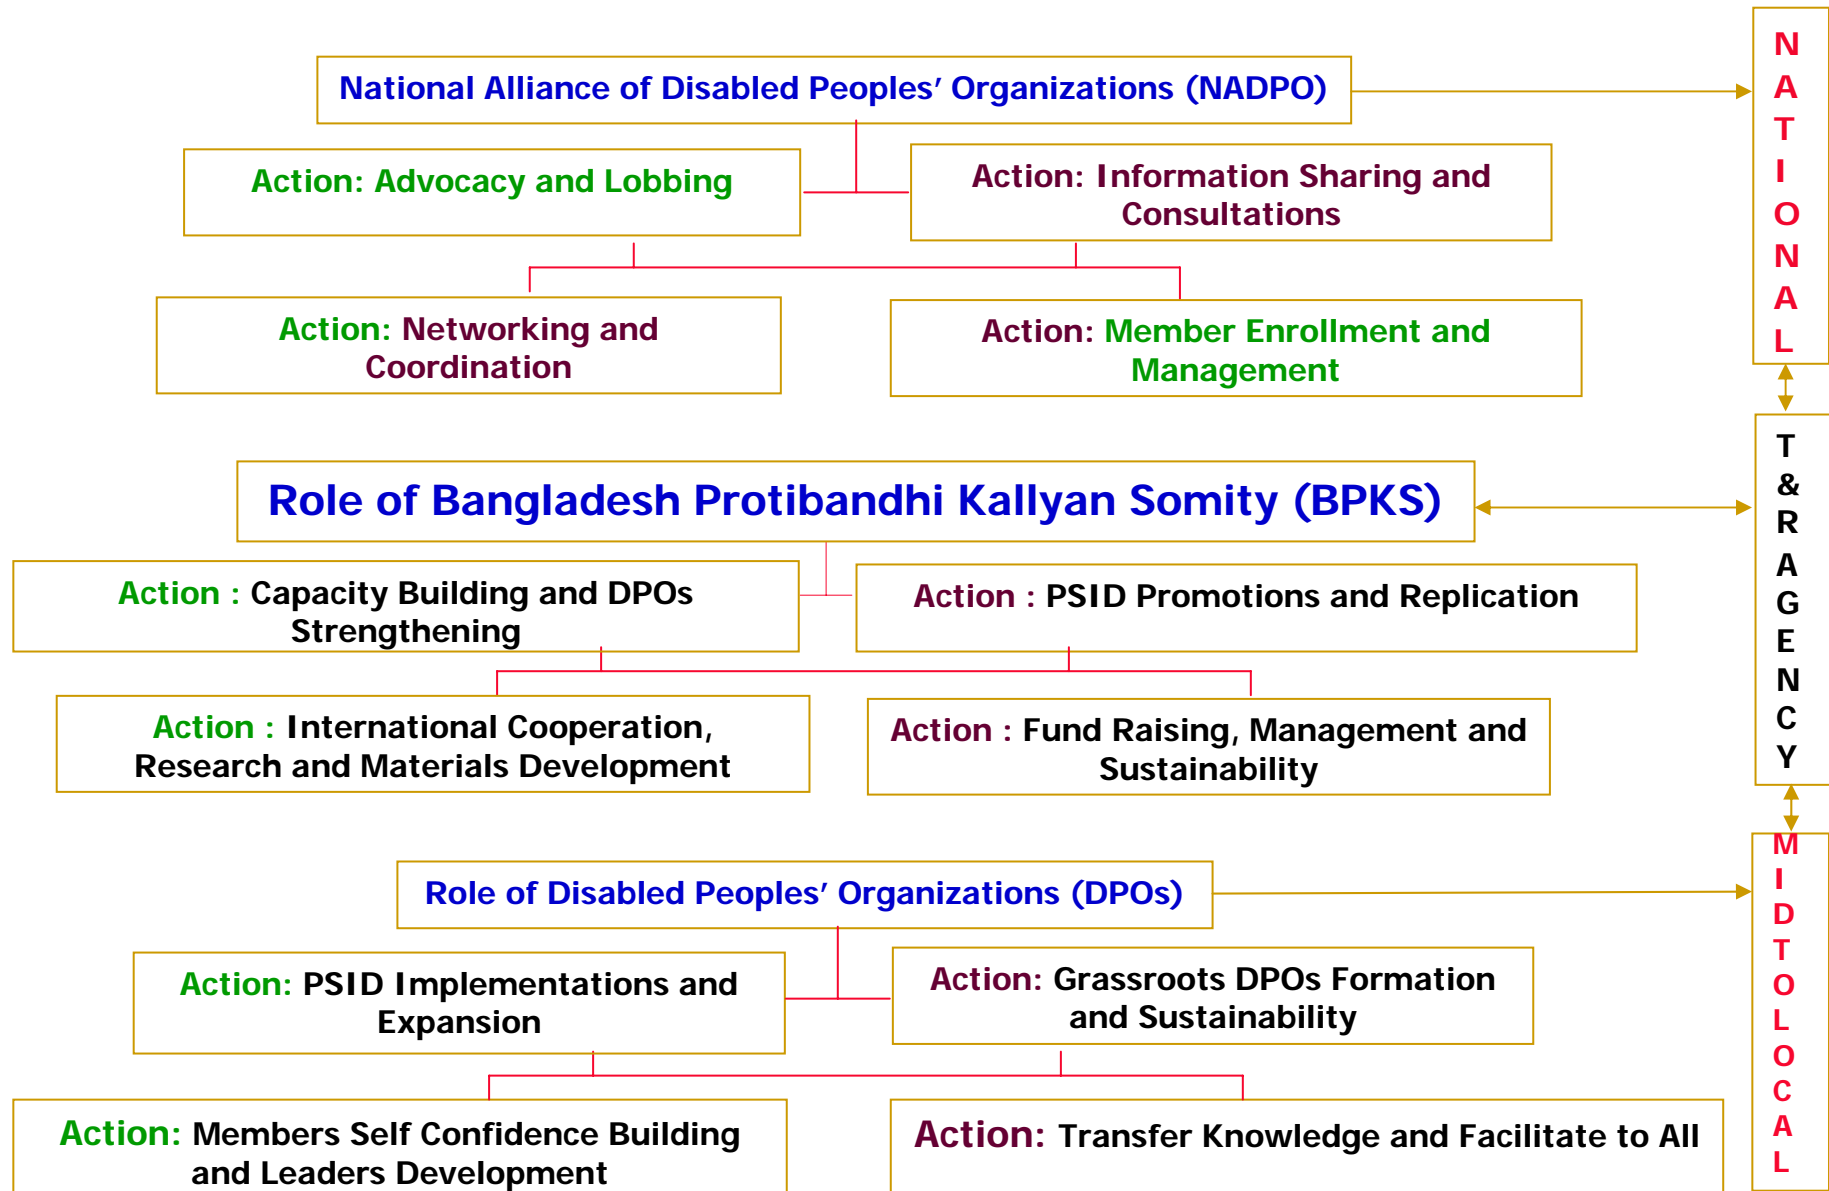 National Alliance of Disabled Peoples’ Organizations (NADPO)
Action: Advocacy and Lobbing
Action: Information Sharing and
Consultations
Action: Networking and
Coordination
Action: Member Enrollment and
Management
N
A
T
I
O
N
A
L
Role of Bangladesh Protibandhi Kallyan Somity (BPKS)
Action : Capacity Building and DPOs
Strengthening
Action : PSID Promotions and Replication
Action : International Cooperation,
Research and Materials Development
Action : Fund Raising, Management and
Sustainability
T
&
R
A
G
E
N
C
Y
Role of Disabled Peoples’ Organizations (DPOs)
Action: PSID Implementations and
Expansion
Action: Grassroots DPOs Formation
and Sustainability
Action: Members Self Confidence Building
and Leaders Development
Action: Transfer Knowledge and Facilitate to All
M
I
D
T
O
L
O
C
A
L